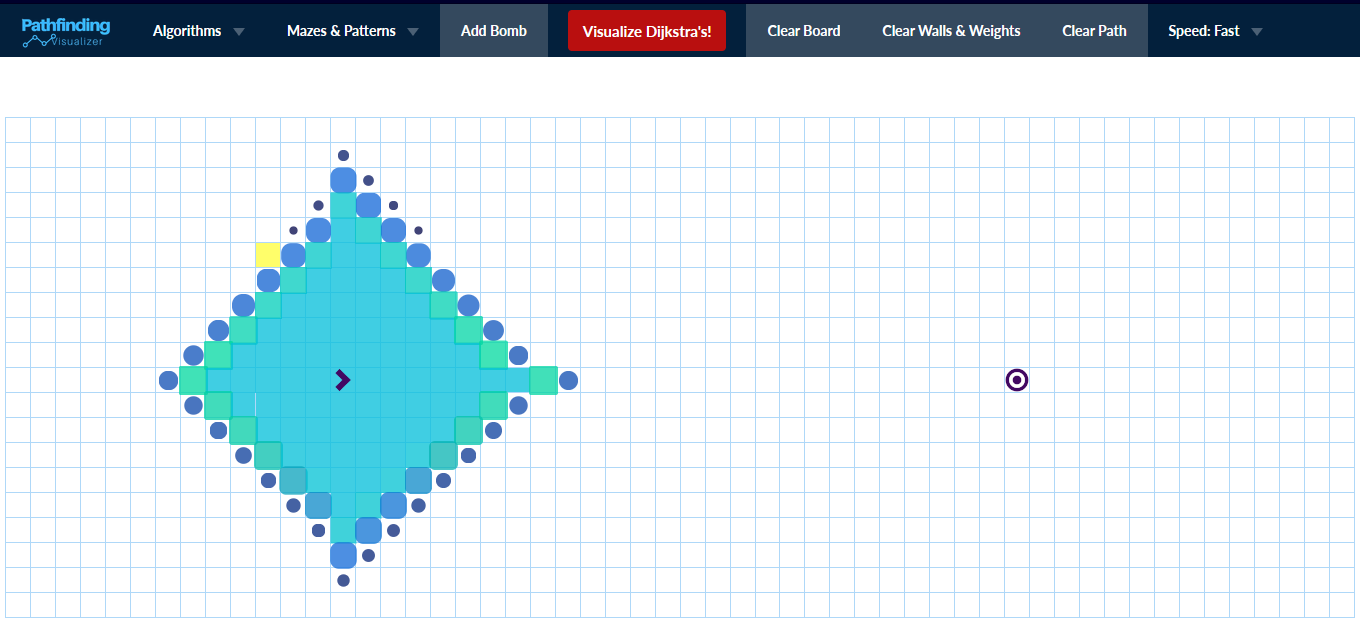 Pathfinding
Visualizer
Algorithms
Mazes & Patterns
Add Bomb
Visualize Dijkstra's!
Clear Board
Clear Walls & Weights
Clear Path
Speed: Fast